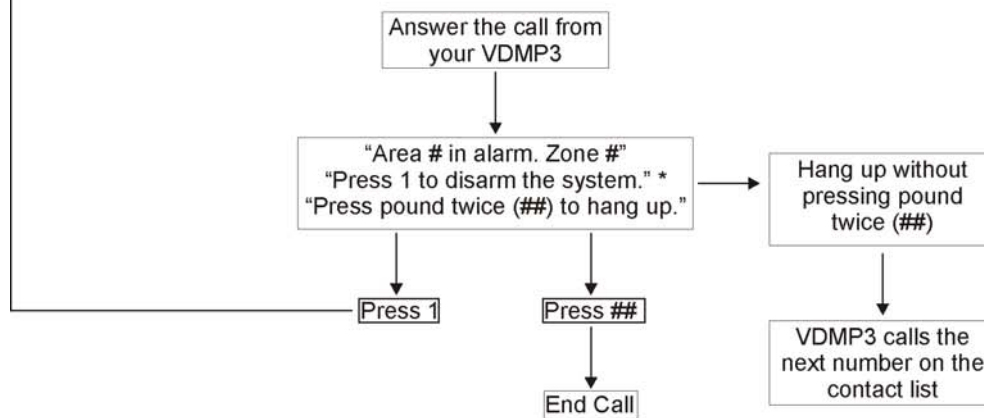 Answer the call from
your VDMP3
“Area # in alarm. Zone #”
“Press 1 to disarm the system.” *
“Press pound twice (##) to hang up.”
Hang up without
pressing pound
twice (##)
Press 1
Press ##
VDMP3 calls the
next number on the
contact list
End Call